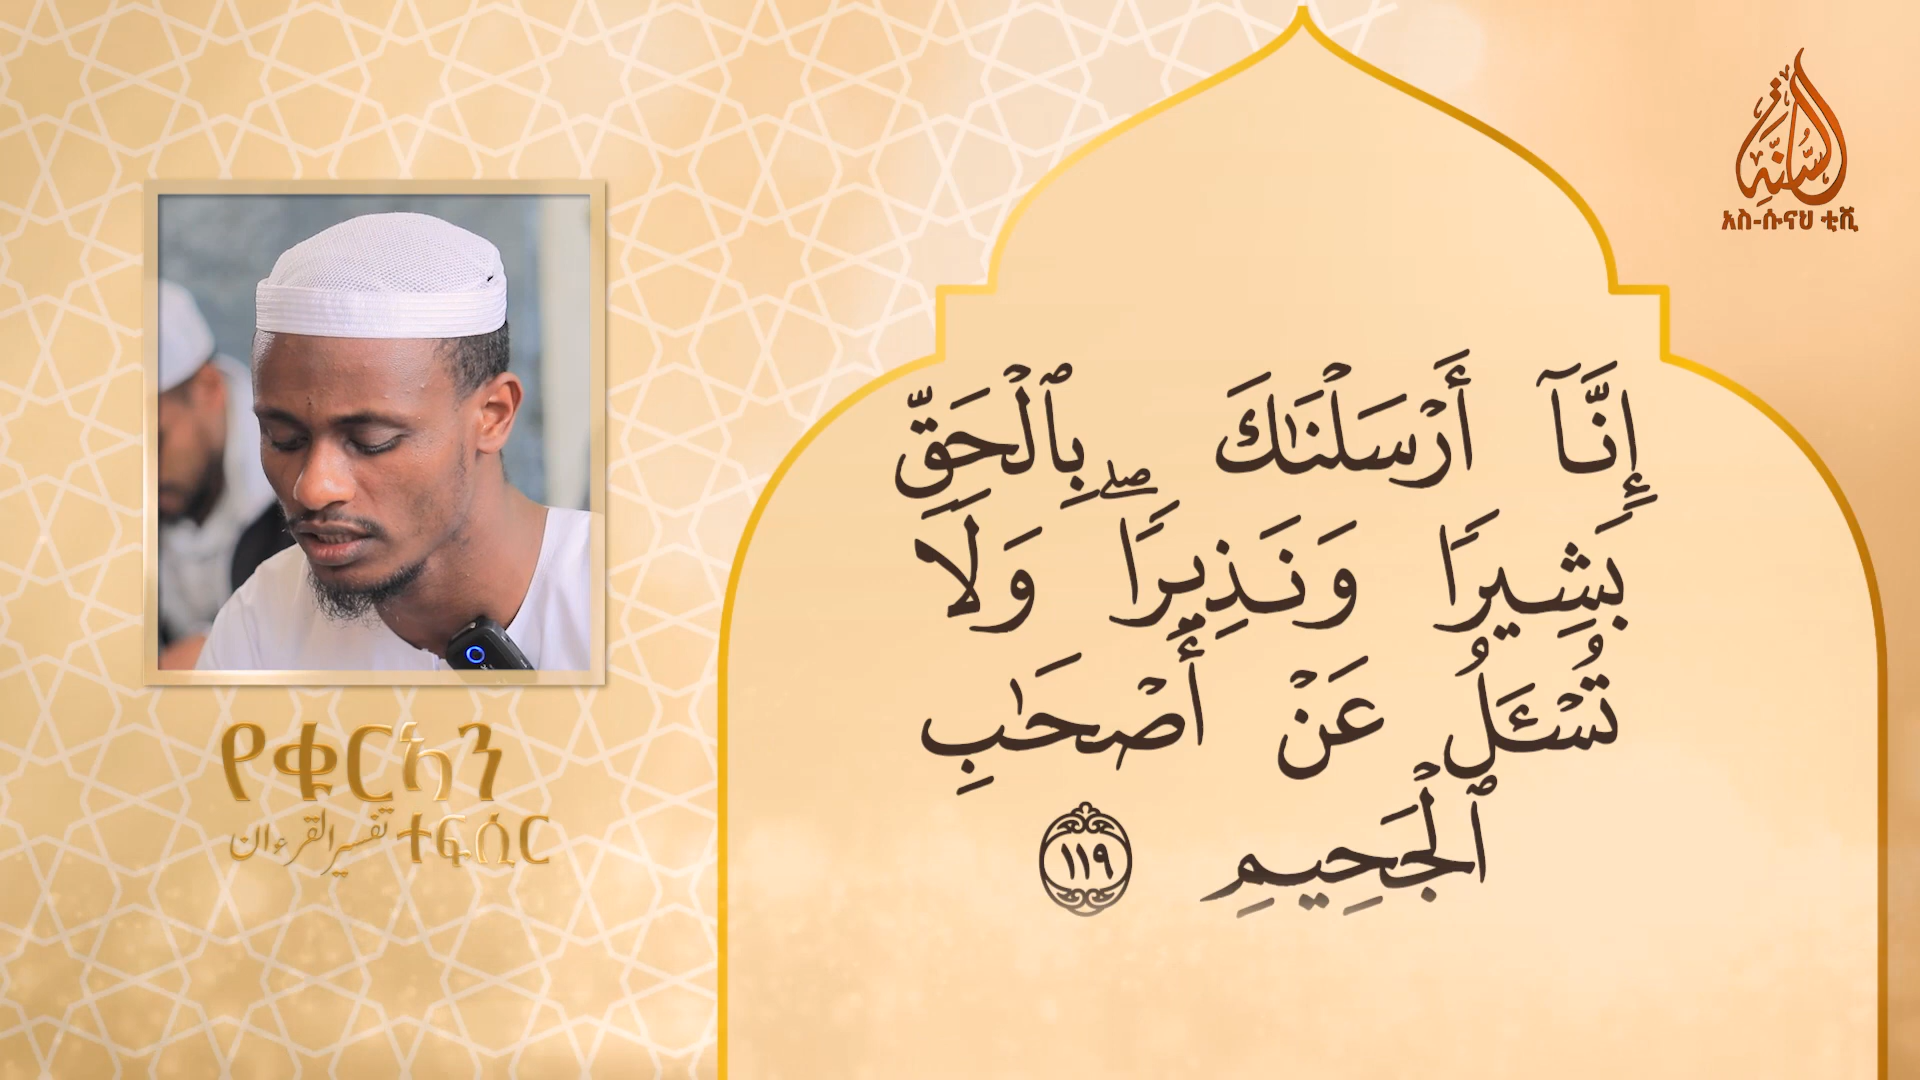 السنة
አስ-ሱናህ ቲቪ
إِنَّآ أَرْسَلْنَٰكَ بِٱلْحَقِّ
بَشِيرًا وَنَذِيرًا ۖ وَلَا
تُسْـَٔلُ عَنْ أَصْحَٰبِ
ٱلْجَحِيمِ ١١٩
የቁርኣን
تفسير القرءان ተፍሲር